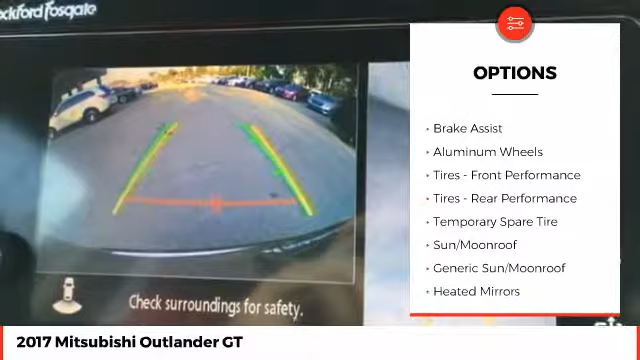 ockford fosgate
OPTIONS
Brake Assist
Aluminum Wheels
Tires - Front Performance
Tires - Rear Performance
Temporary Spare Tire
Sun/Moonroof
Generic Sun/Moonroof
Heated Mirrors
Check surroundings for safety.
2017 Mitsubishi Outlander GT